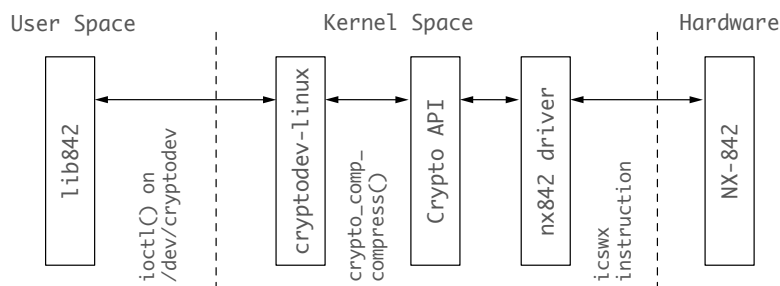 User Space
Kernel Space
Hardware
lib842
ioctl() on
/dev/cryptodev
cryptodev-linux
crypto_comp_
compress()
Crypto API
nx842 driver
icswx
instruction
NX-842